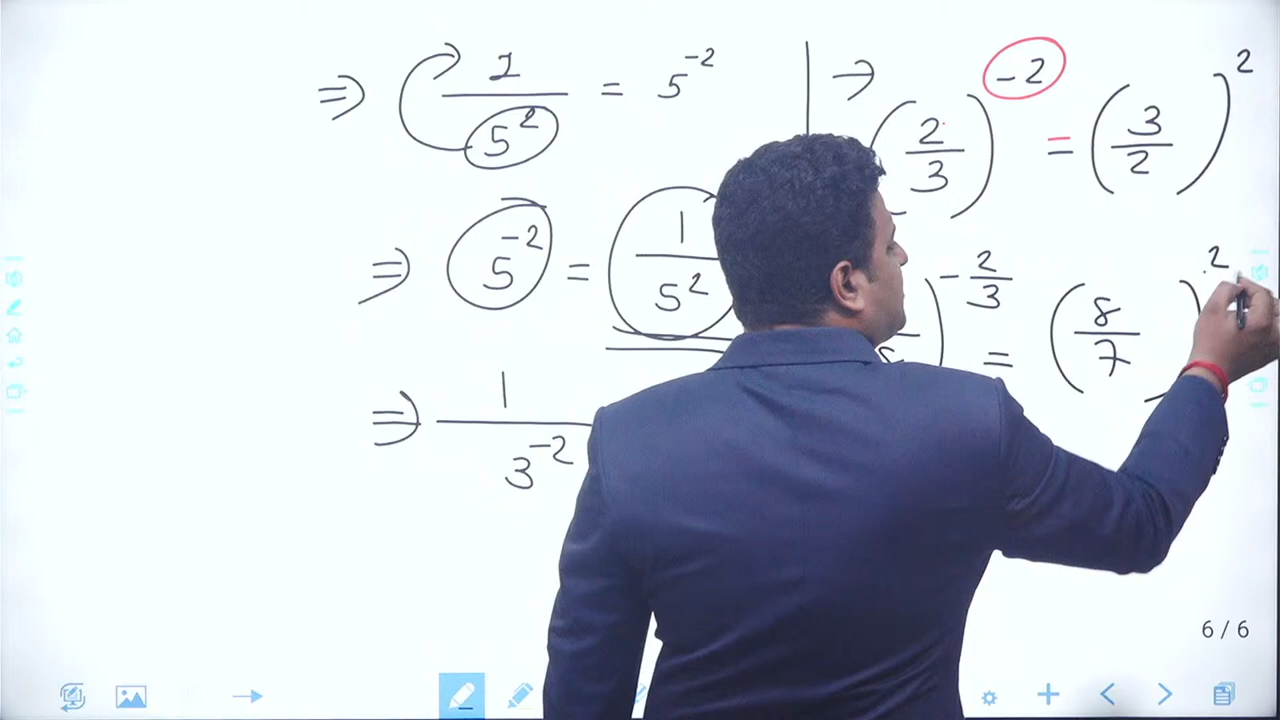 ⇒ 1/5² = 5⁻²
→ (2/3)⁻² = (3/2)²
⇒ 5⁻² = 1/5²
)^(-2/3) = (8/7)²
⇒ 1/3⁻²
6 / 6